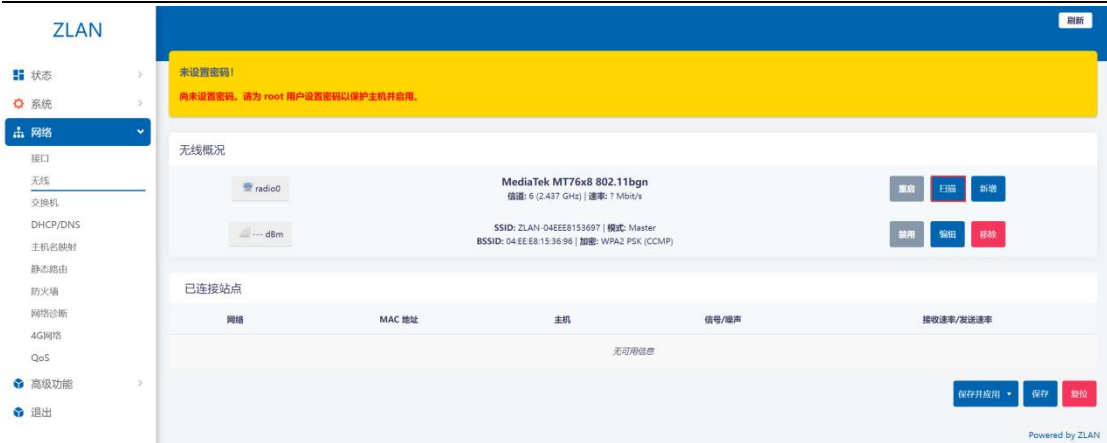 ZLAN
刷新
状态
系统
网络
接口
无线
交换机
DHCP/DNS
主机名映射
静态路由
防火墙
网络诊断
4G网络
QoS
高级功能
退出
未设置密码!
尚未设置密码。请为 root 用户设置密码以保护主机并启用。
无线概况
radio0
MediaTek MT76x8 802.11bgn
信道: 6 (2.437 GHz) | 速率: ? Mbit/s
重启 扫描 新增
--- dBm
SSID: ZLAN-04EEE8153697 | 模式: Master
BSSID: 04:EE:E8:15:36:96 | 加密: WPA2 PSK (CCMP)
禁用 编辑 移除
已连接站点
网络 MAC 地址 主机 信号/噪声 接收速率/发送速率
无可用信息
保存并应用 保存 复位
Powered by ZLAN